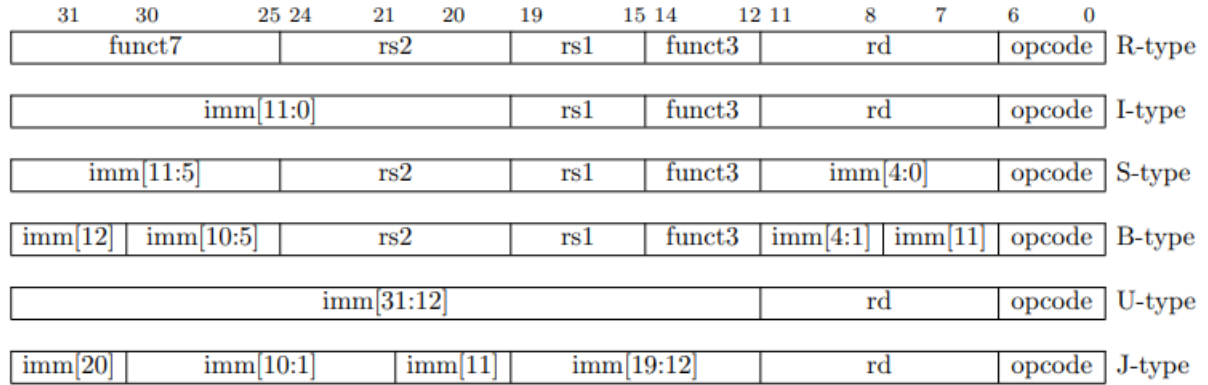 31 30 25 24 21 20 19 15 14 12 11 8 7 6 0
funct7 rs2 rs1 funct3 rd opcode R-type
imm[11:0] rs1 funct3 rd opcode I-type
imm[11:5] rs2 rs1 funct3 imm[4:0] opcode S-type
imm[12] imm[10:5] rs2 rs1 funct3 imm[4:1] imm[11] opcode B-type
imm[31:12] rd opcode U-type
imm[20] imm[10:1] imm[11] imm[19:12] rd opcode J-type